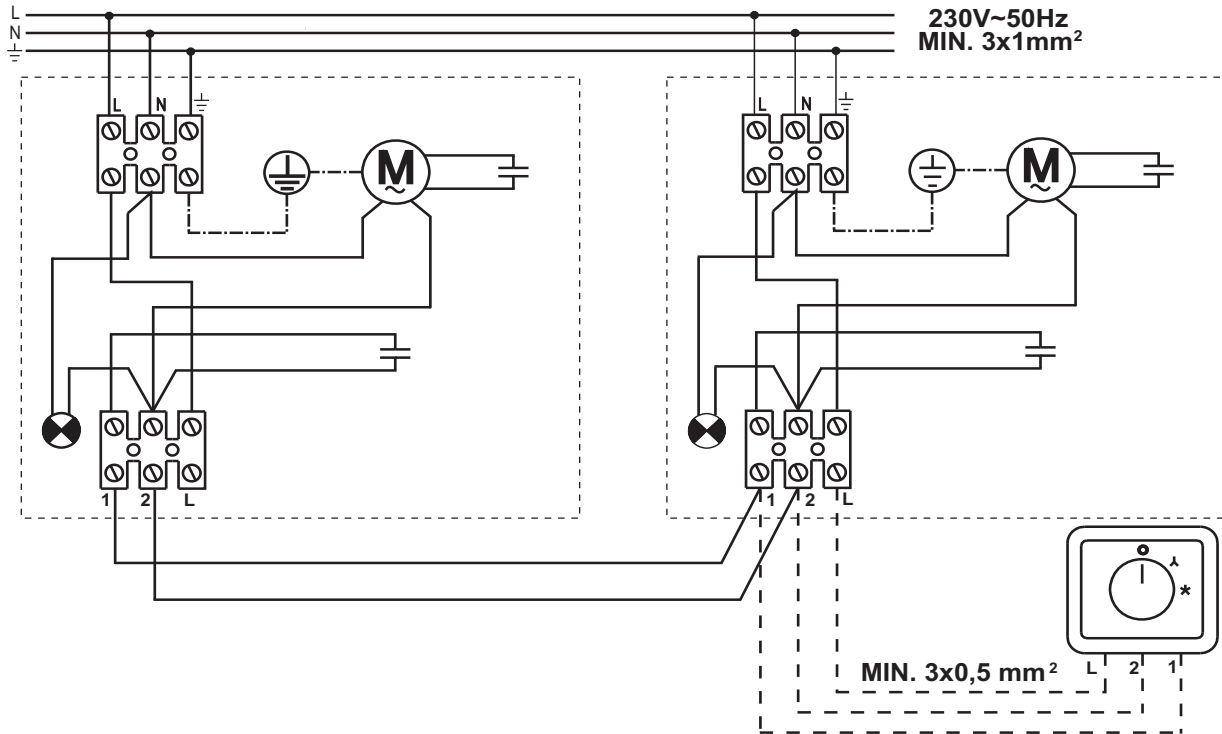 L
N
230V~50Hz
MIN. 3x1mm²
L N
L N
M
~
M
~
1 2 L
1 2 L
MIN. 3x0,5 mm²
L 2 1